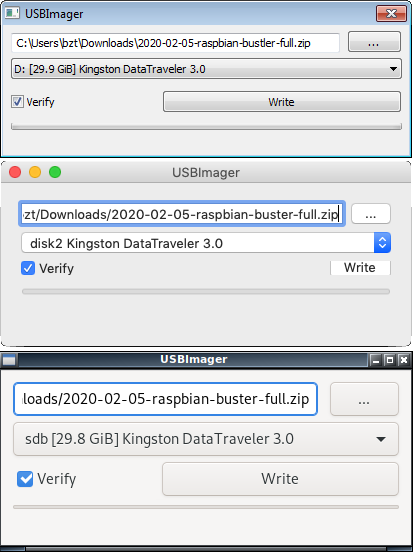 USBImager
C:\Users\bzt\Downloads\2020-02-05-raspbian-bustler-full.zip ...
D: [29.9 GiB] Kingston DataTraveler 3.0
Verify Write
USBImager
zt/Downloads/2020-02-05-raspbian-buster-full.zip ...
disk2 Kingston DataTraveler 3.0
Verify Write
USBImager
loads/2020-02-05-raspbian-buster-full.zip ...
sdb [29.8 GiB] Kingston DataTraveler 3.0
Verify Write